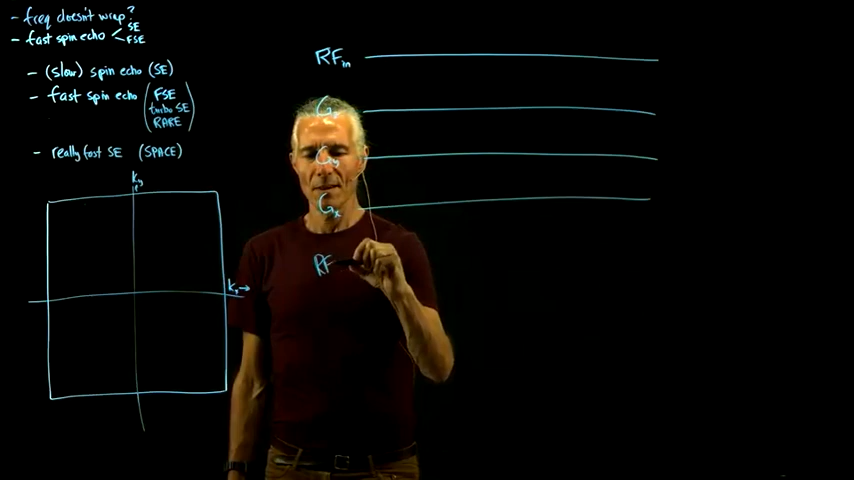 - freq doesn't wrap?
- fast spin echo < SE
FSE
- (slow) spin echo (SE)
- fast spin echo (FSE
turbo SE
RARE)
- really fast SE (SPACE)
ky
kx →
RFin
G
Gy
Gx
RF